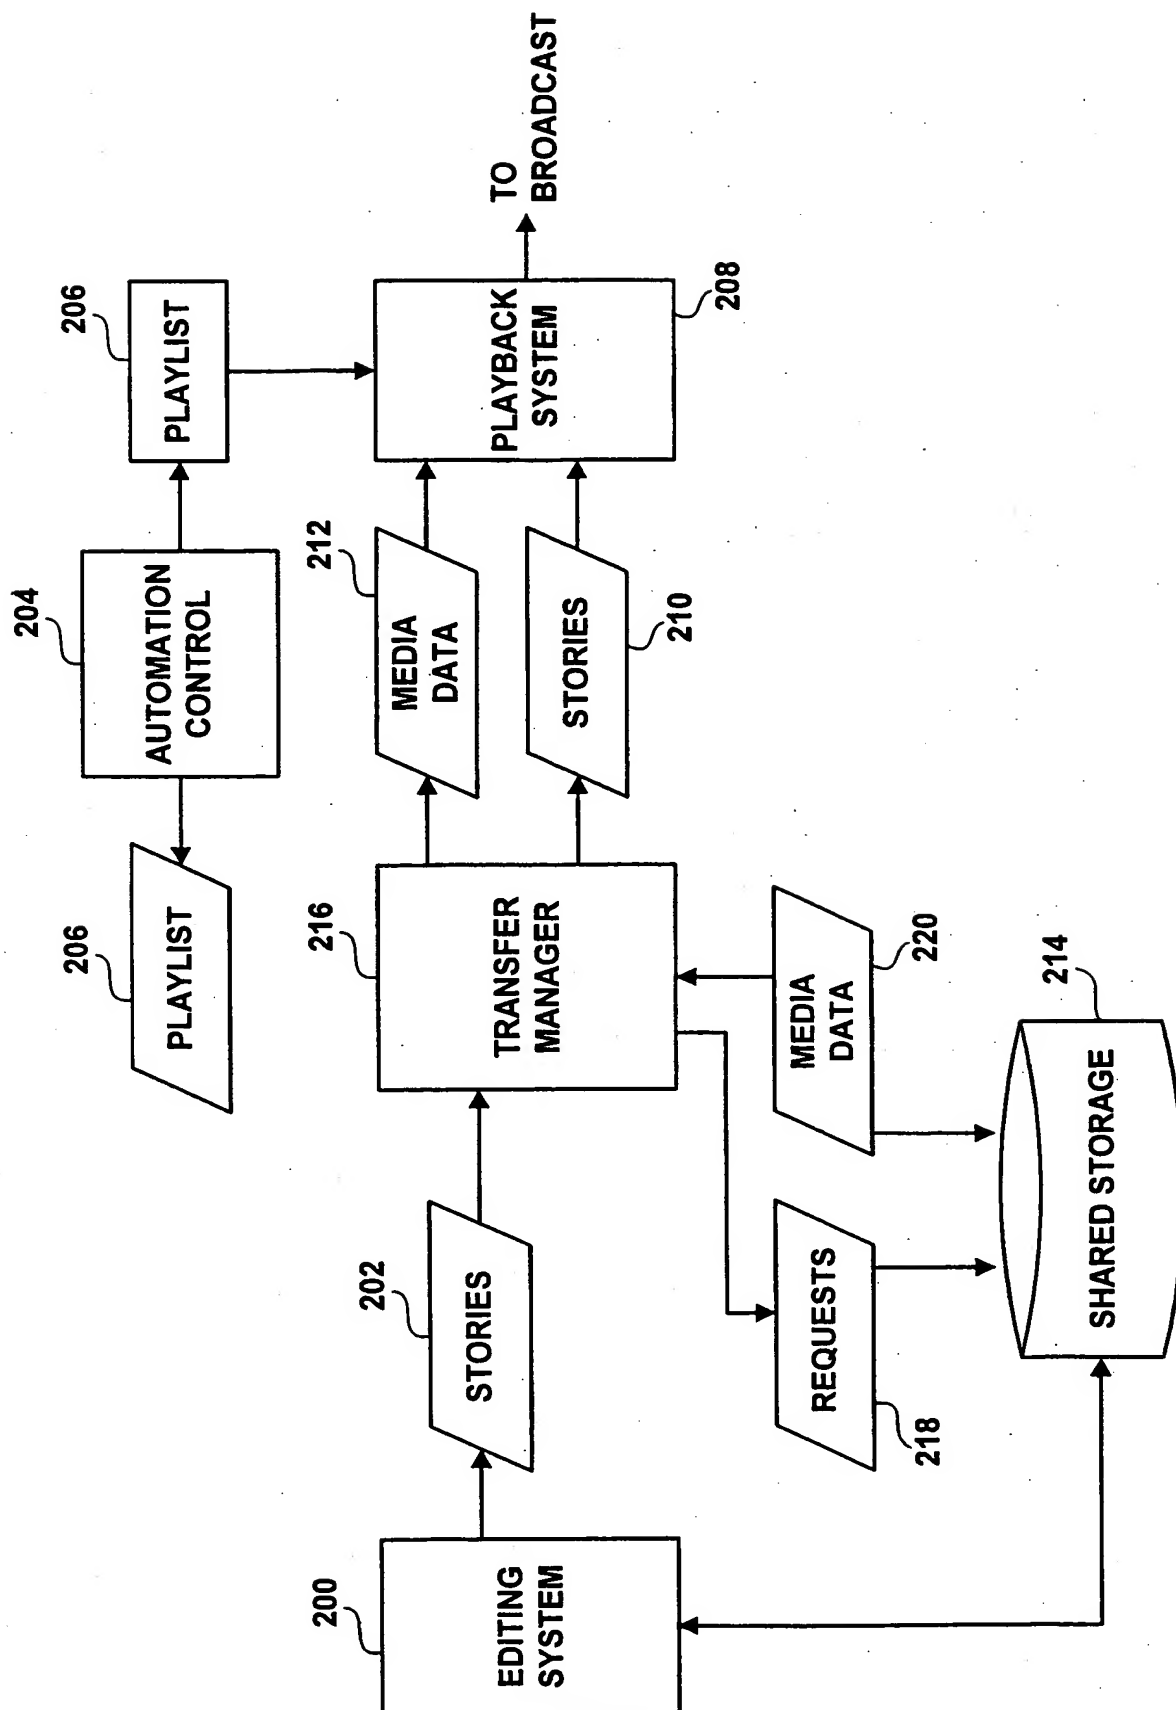 204
AUTOMATION
CONTROL
206
PLAYLIST
206
PLAYLIST
200
EDITING
SYSTEM
202
STORIES
216
TRANSFER
MANAGER
212
MEDIA
DATA
STORIES
210
PLAYBACK
SYSTEM
208
TO
BROADCAST
REQUESTS
218
MEDIA
DATA
220
214
SHARED STORAGE